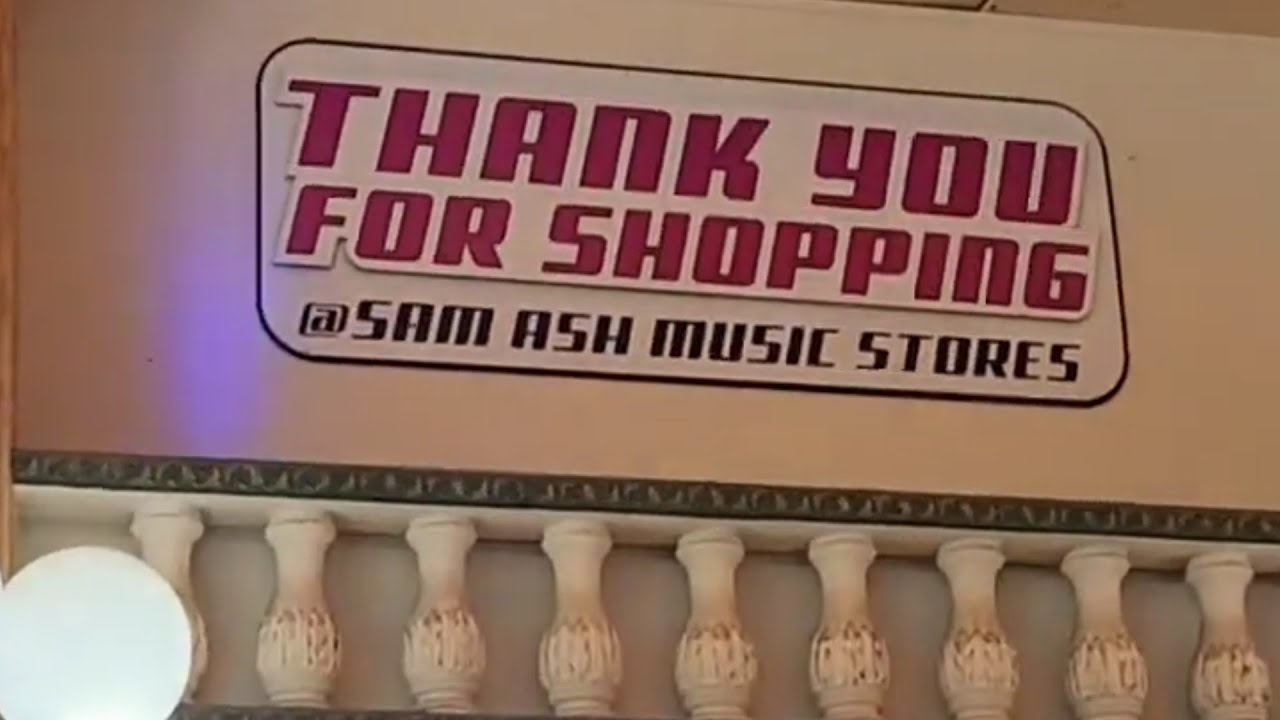 THANK YOU
FOR SHOPPING
@SAM ASH MUSIC STORES